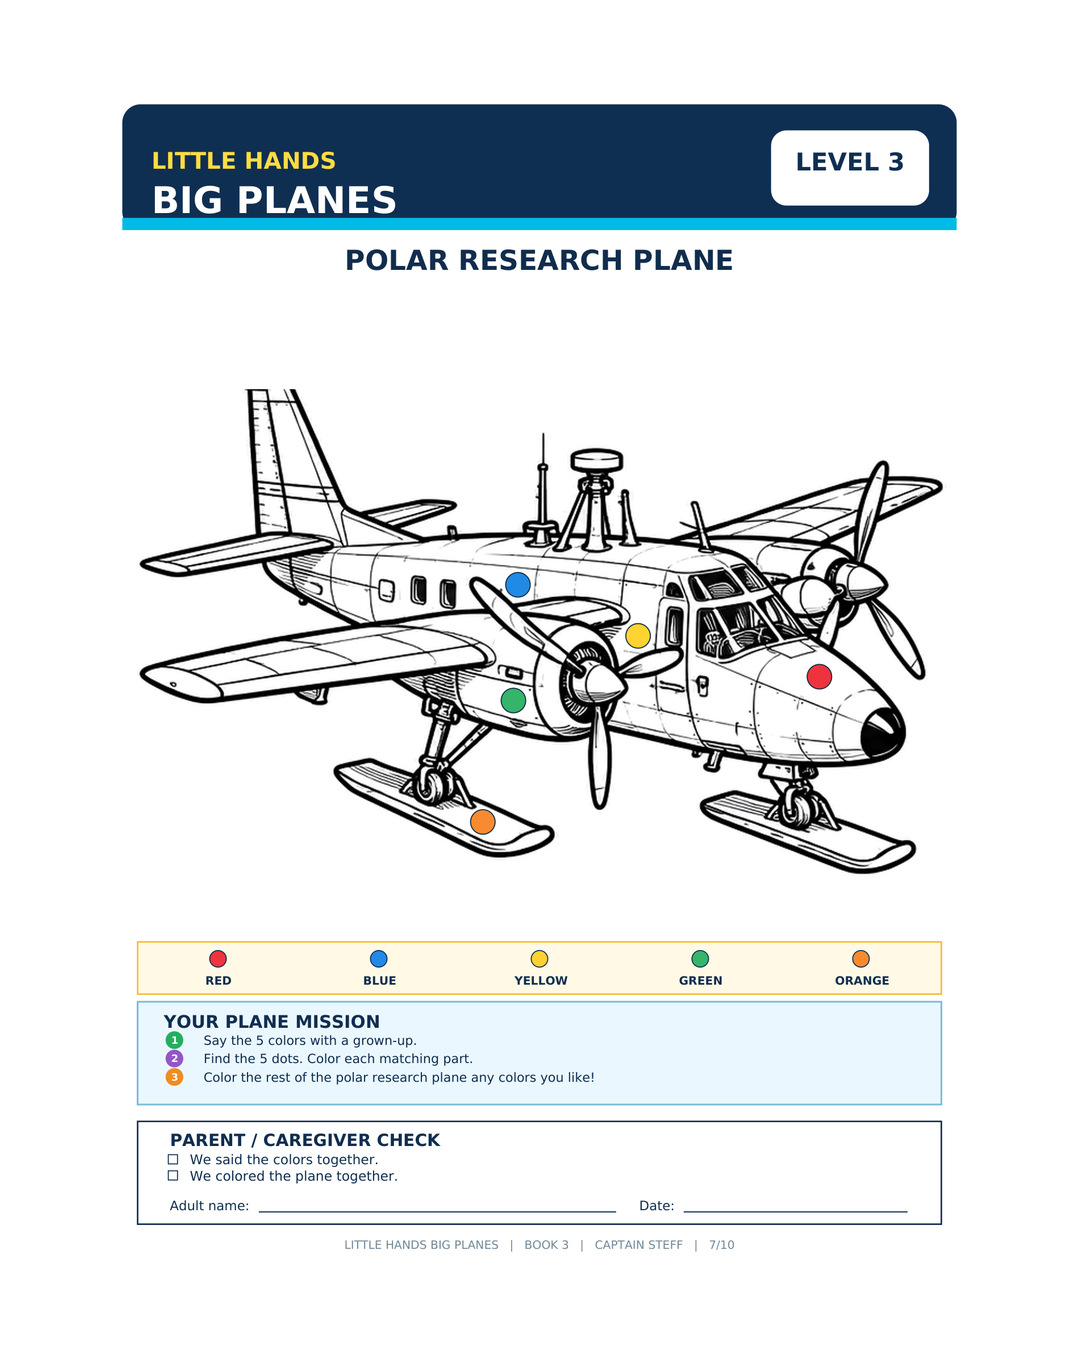 LITTLE HANDS
BIG PLANES
LEVEL 3
POLAR RESEARCH PLANE
RED BLUE YELLOW GREEN ORANGE
YOUR PLANE MISSION
1 Say the 5 colors with a grown-up.
2 Find the 5 dots. Color each matching part.
3 Color the rest of the polar research plane any colors you like!
PARENT / CAREGIVER CHECK
☐ We said the colors together.
☐ We colored the plane together.
Adult name: Date:
LITTLE HANDS BIG PLANES | BOOK 3 | CAPTAIN STEFF | 7/10